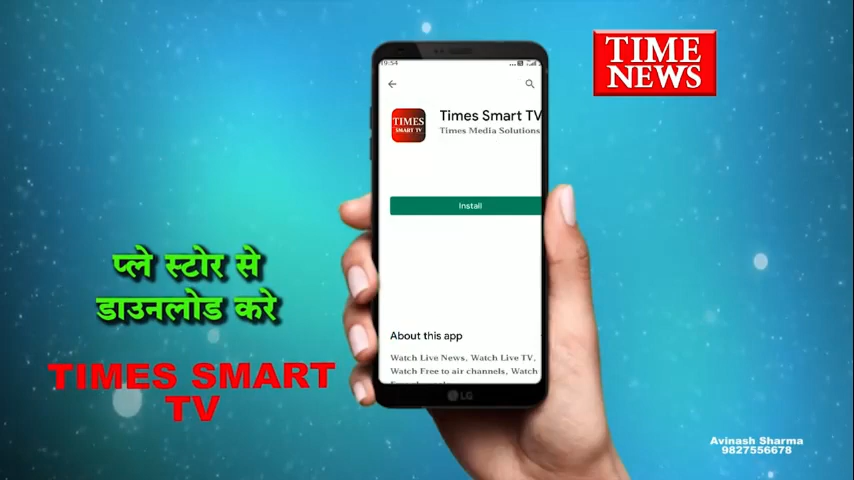 TIME
NEWS
19:54
Times Smart TV
TIMES
SMART TV
Times Media Solutions
Install
प्ले स्टोर से
डाउनलोड करे
TIMES SMART
TV
About this app
Watch Live News, Watch Live TV,
Watch Free to air channels, Watch
LG
Avinash Sharma
9827556678